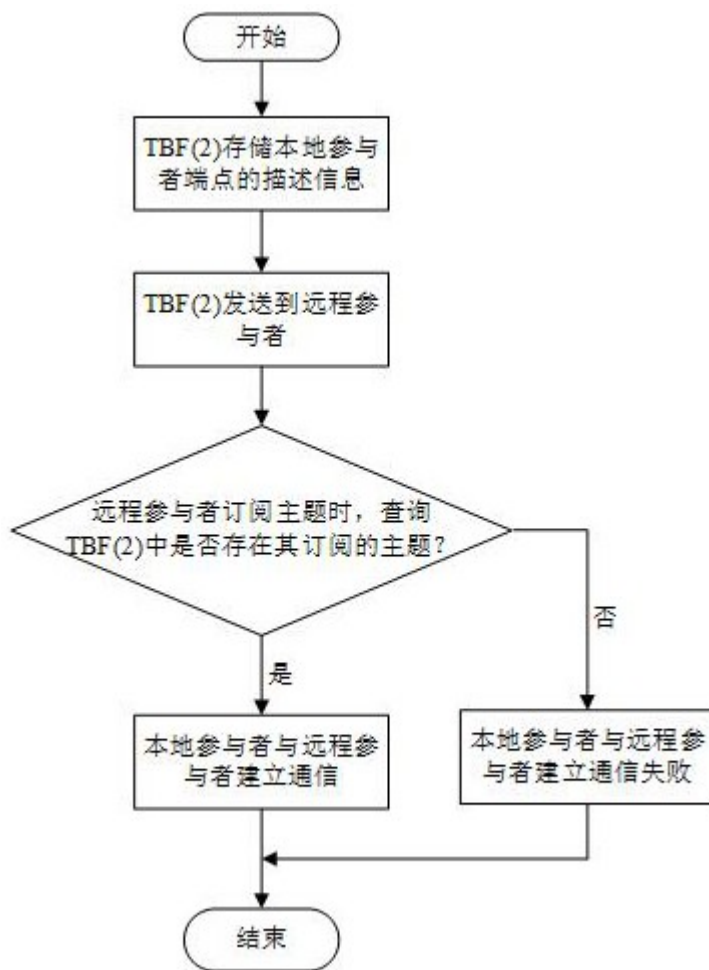 开始
TBF(2)存储本地参与
者端点的描述信息
TBF(2)发送到远程参
与者
远程参与者订阅主题时，查询
TBF(2)中是否存在其订阅的主题？
否
是
本地参与者与远程参
与者建立通信
本地参与者与远程参
与者建立通信失败
结束